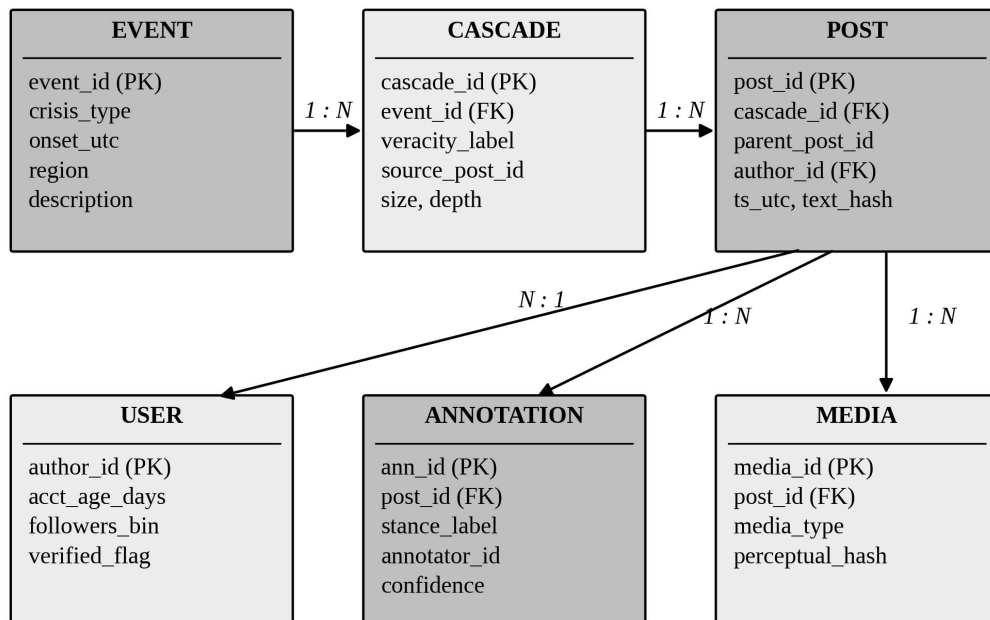 EVENT
event_id (PK)
crisis_type
onset_utc
region
description
1 : N
CASCADE
cascade_id (PK)
event_id (FK)
veracity_label
source_post_id
size, depth
1 : N
POST
post_id (PK)
cascade_id (FK)
parent_post_id
author_id (FK)
ts_utc, text_hash
N : 1
1 : N
1 : N
USER
author_id (PK)
acct_age_days
followers_bin
verified_flag
ANNOTATION
ann_id (PK)
post_id (FK)
stance_label
annotator_id
confidence
MEDIA
media_id (PK)
post_id (FK)
media_type
perceptual_hash